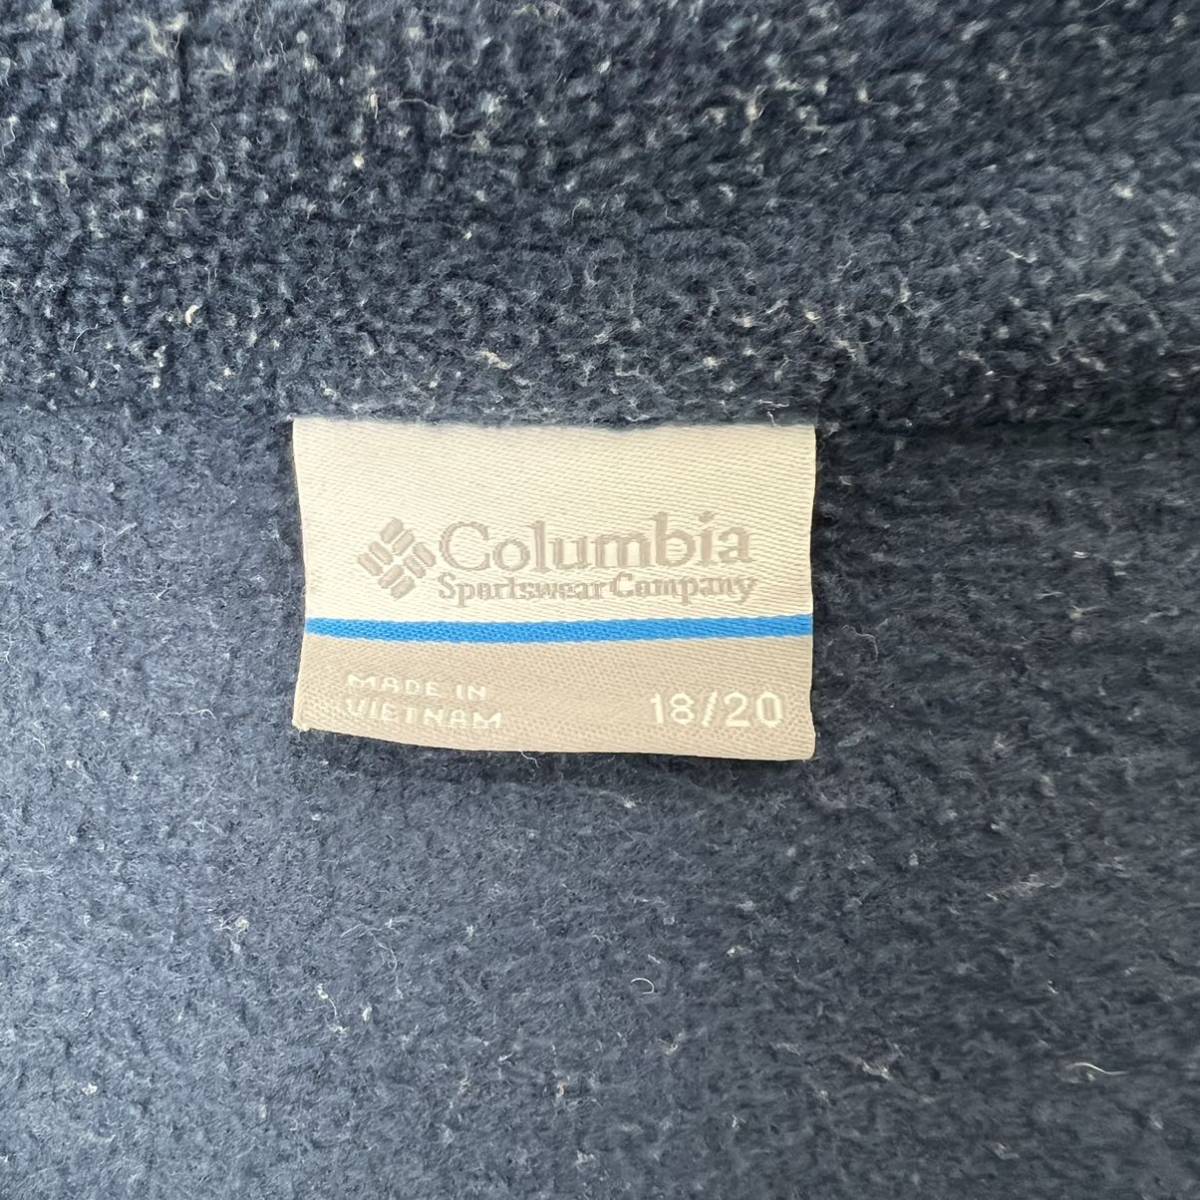 Columbia
Sportswear Company
MADE IN
VIETNAM
18/20